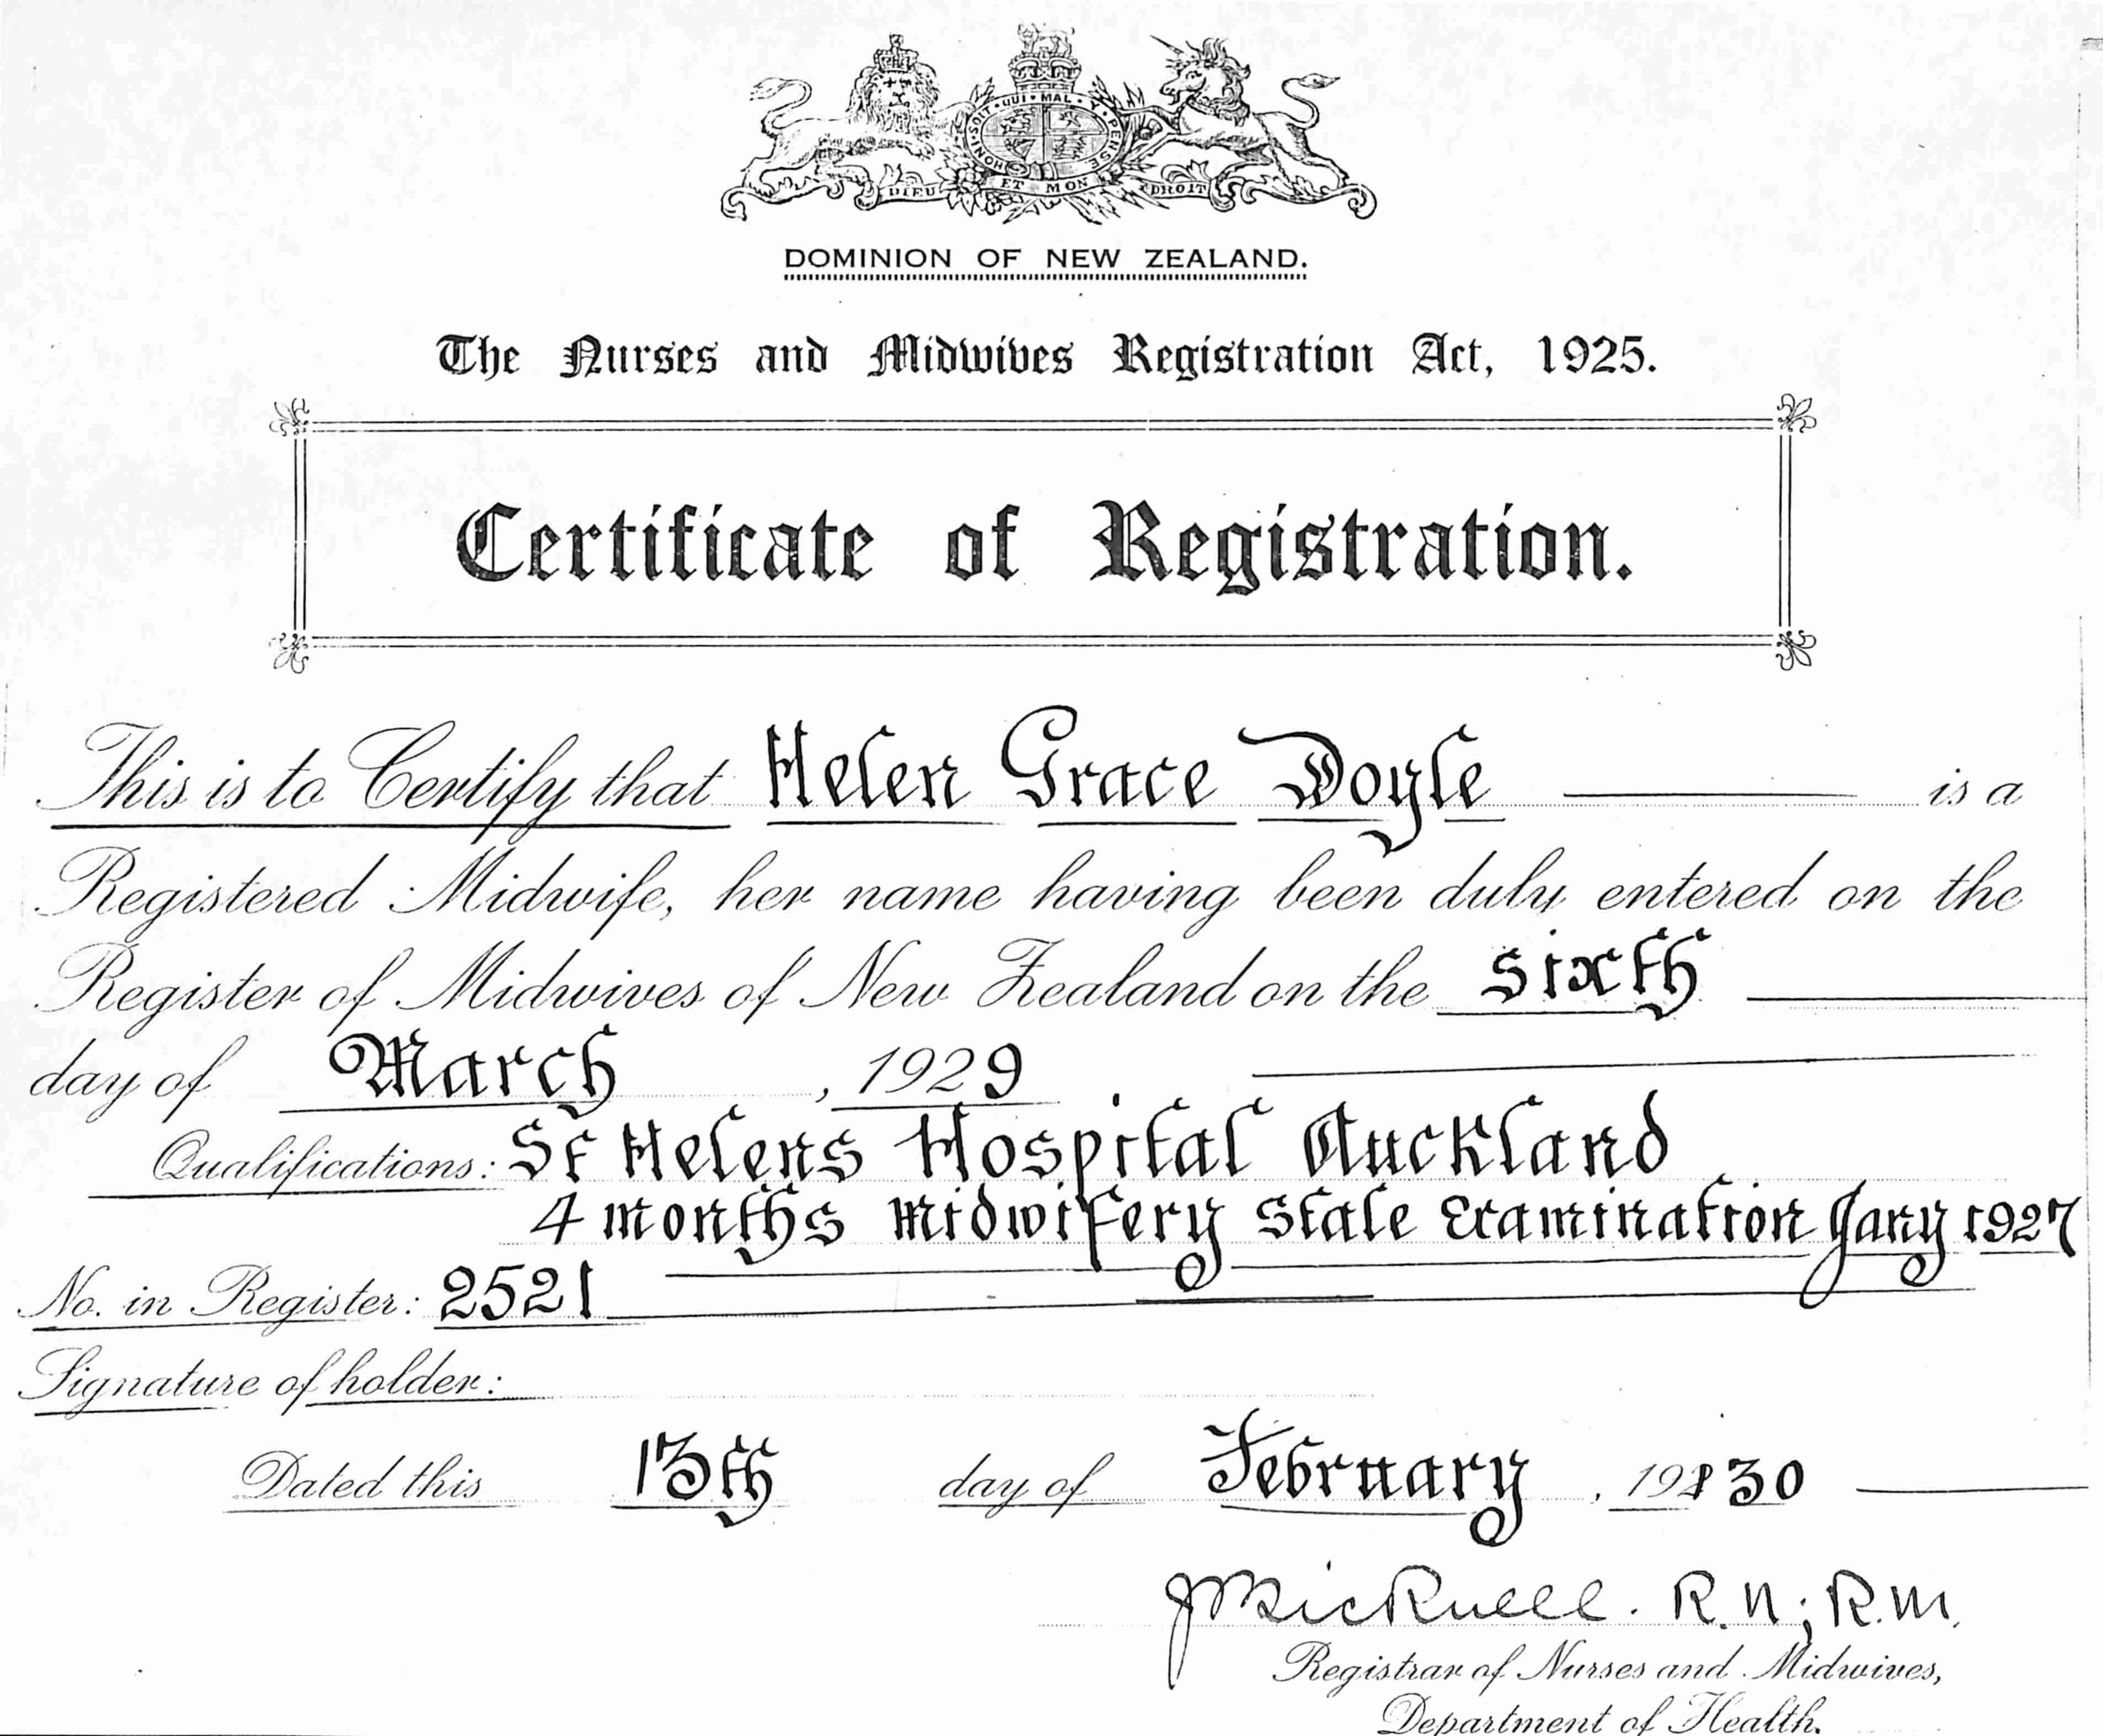 HONI SOIT QUI MAL Y PENSE
DIEU ET MON DROIT
DOMINION OF NEW ZEALAND.
The Nurses and Midwives Registration Act, 1925.
Certificate of Registration.
This is to Certify that Helen Grace Doyle is a
Registered Midwife, her name having been duly entered on the
Register of Midwives of New Zealand on the sixth
day of March, 1929
Qualifications: St Helens Hospital Auckland
4 months midwifery State Examination Jany 1927
No. in Register: 2521
Signature of holder:
Dated this 13th day of February, 1930
R.N; R.M.
Registrar of Nurses and Midwives,
Department of Health.